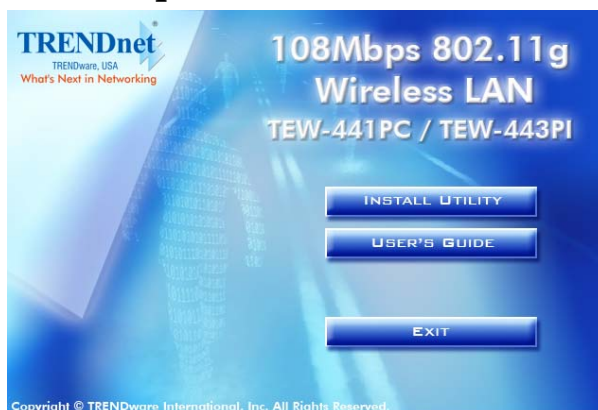 TRENDnet
TRENDware, USA
What's Next in Networking
108Mbps 802.11g
Wireless LAN
TEW-441PC / TEW-443PI
INSTALL UTILITY
USER'S GUIDE
EXIT
Copyright © TRENDware International, Inc. All Rights Reserved.